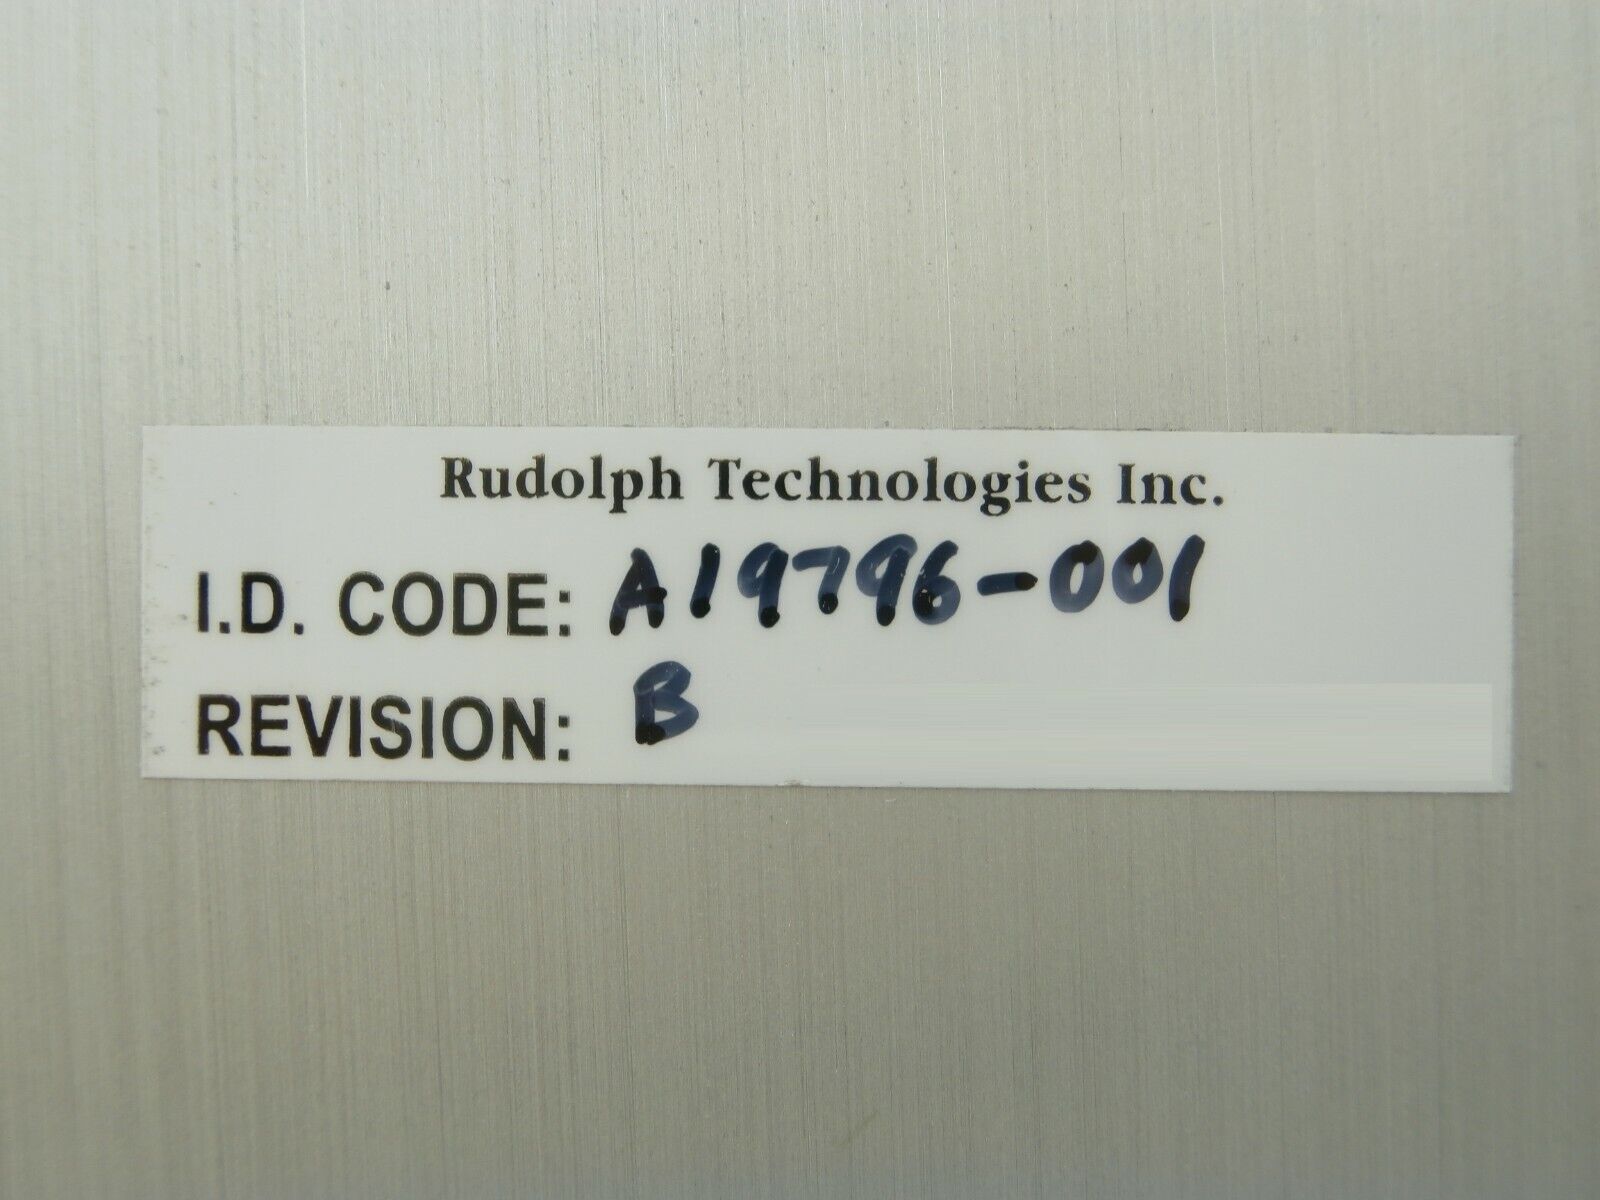 Rudolph Technologies Inc.
I.D. CODE: A19796-001
REVISION: B